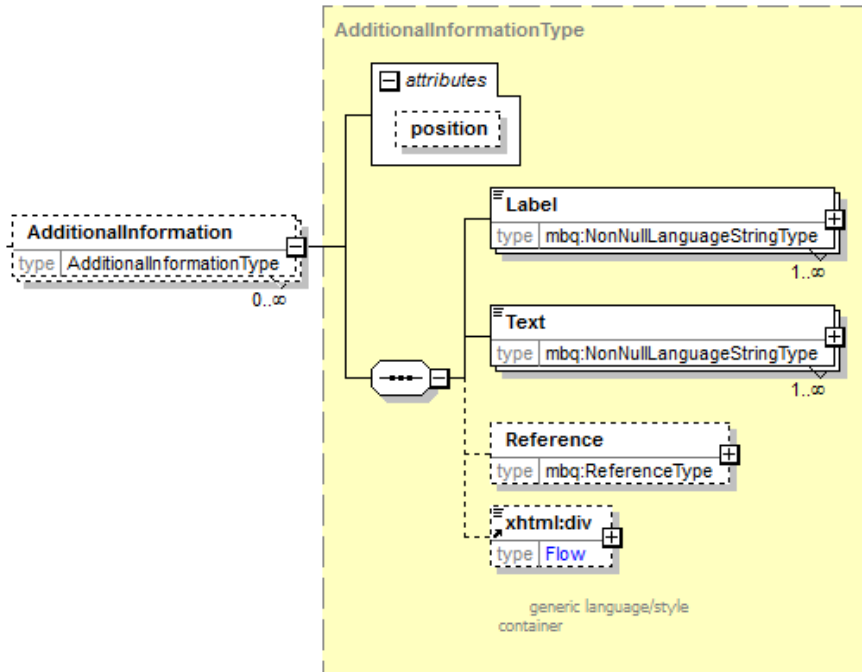 AdditionalInformationType
attributes
position
AdditionalInformation
type AdditionalInformationType
0..∞
Label
type mbq:NonNullLanguageStringType
1..∞
Text
type mbq:NonNullLanguageStringType
1..∞
Reference
type mbq:ReferenceType
xhtml:div
type Flow
generic language/style
container